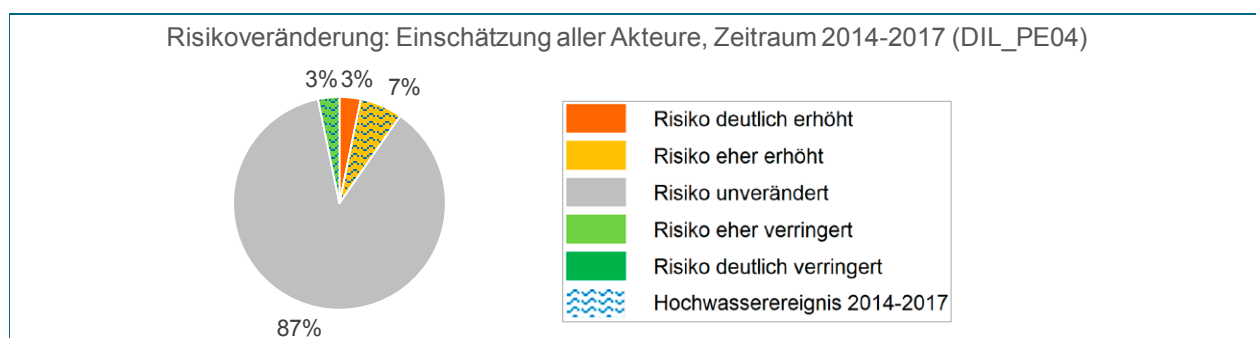 Risikoveränderung: Einschätzung aller Akteure, Zeitraum 2014-2017 (DIL_PE04)
3% 3% 7%
87%
Risiko deutlich erhöht
Risiko eher erhöht
Risiko unverändert
Risiko eher verringert
Risiko deutlich verringert
Hochwasserereignis 2014-2017